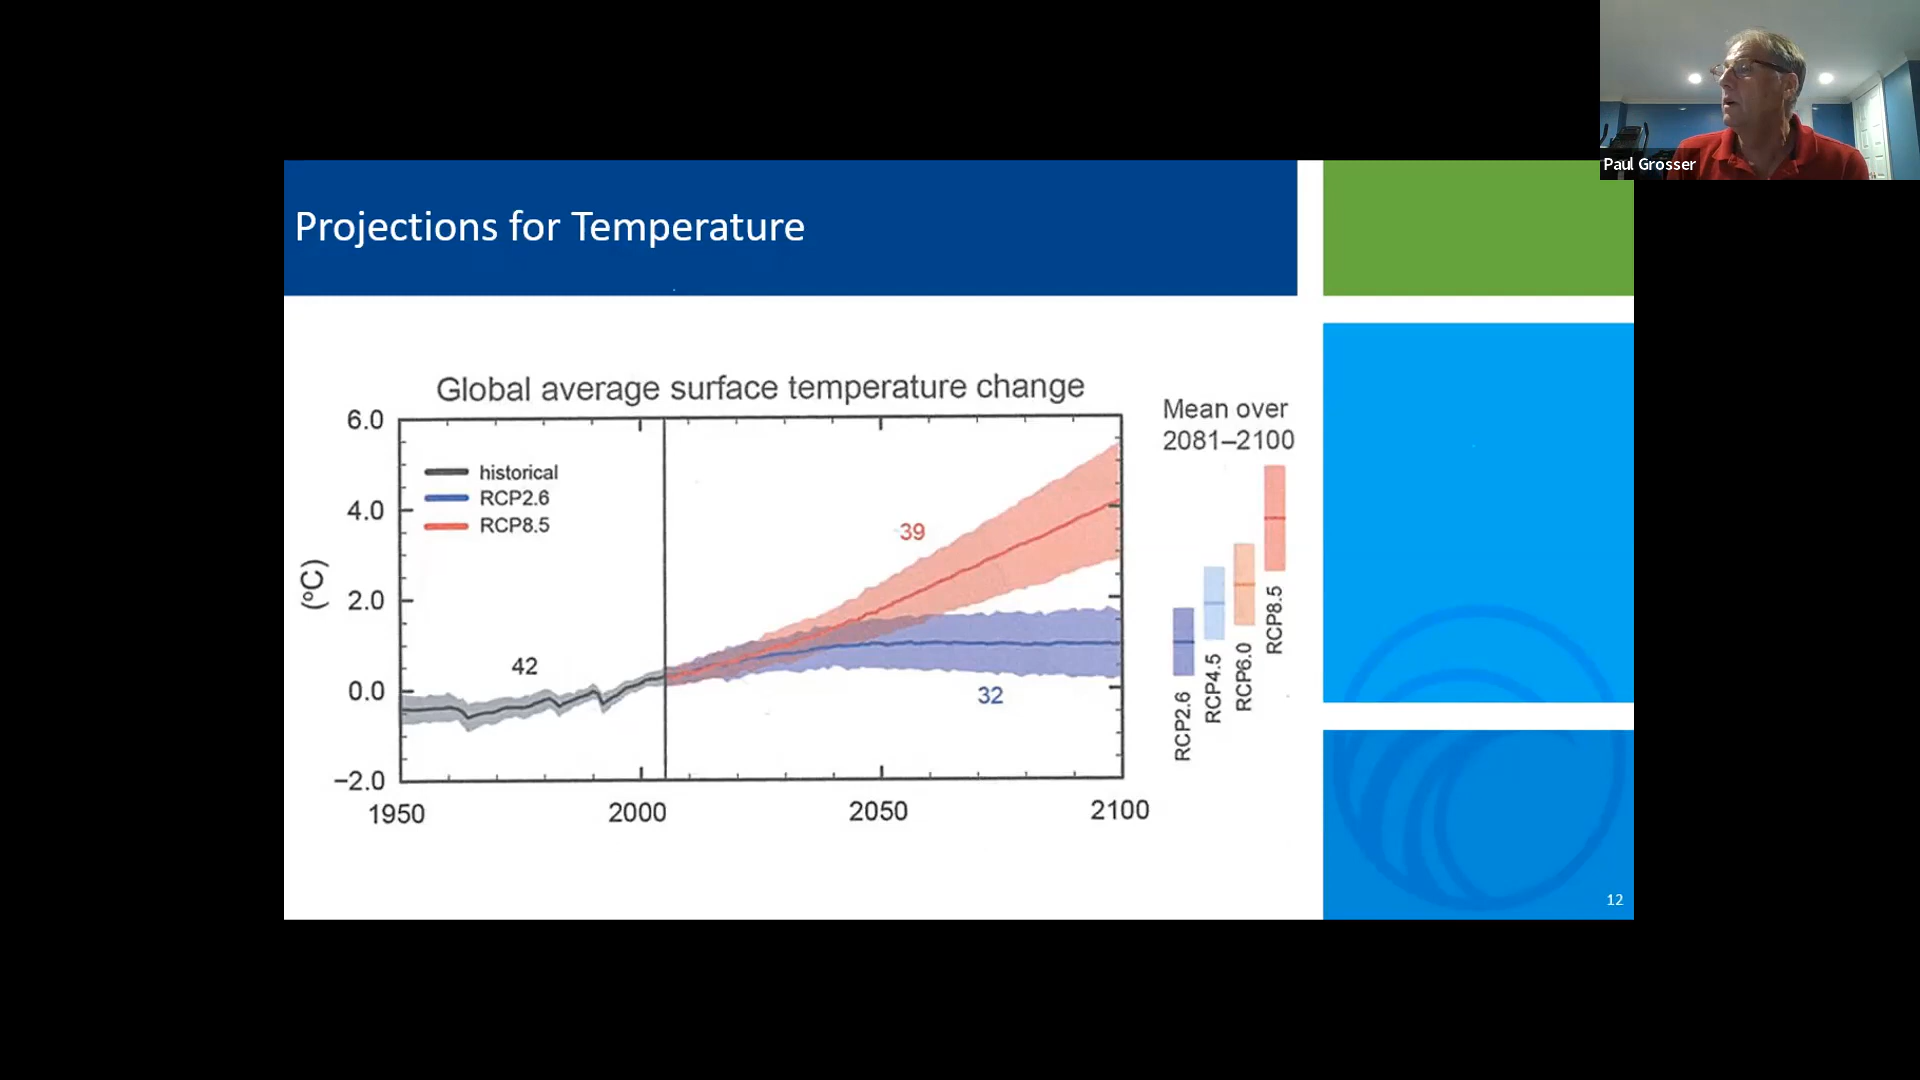 Paul Grosser
Projections for Temperature
Global average surface temperature change
Mean over
2081–2100
6.0
4.0
2.0
0.0
−2.0
(°C)
historical
RCP2.6
RCP8.5
42
39
32
1950
2000
2050
2100
RCP2.6
RCP4.5
RCP6.0
RCP8.5
12